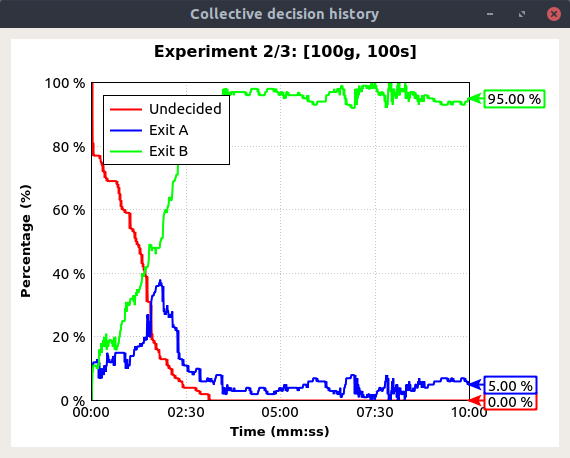 Collective decision history
Experiment 2/3: [100g, 100s]
Percentage (%)
100 %
80 %
60 %
40 %
20 %
0 %
Undecided
Exit A
Exit B
95.00 %
5.00 %
0.00 %
00:00
02:30
05:00
07:30
10:00
Time (mm:ss)